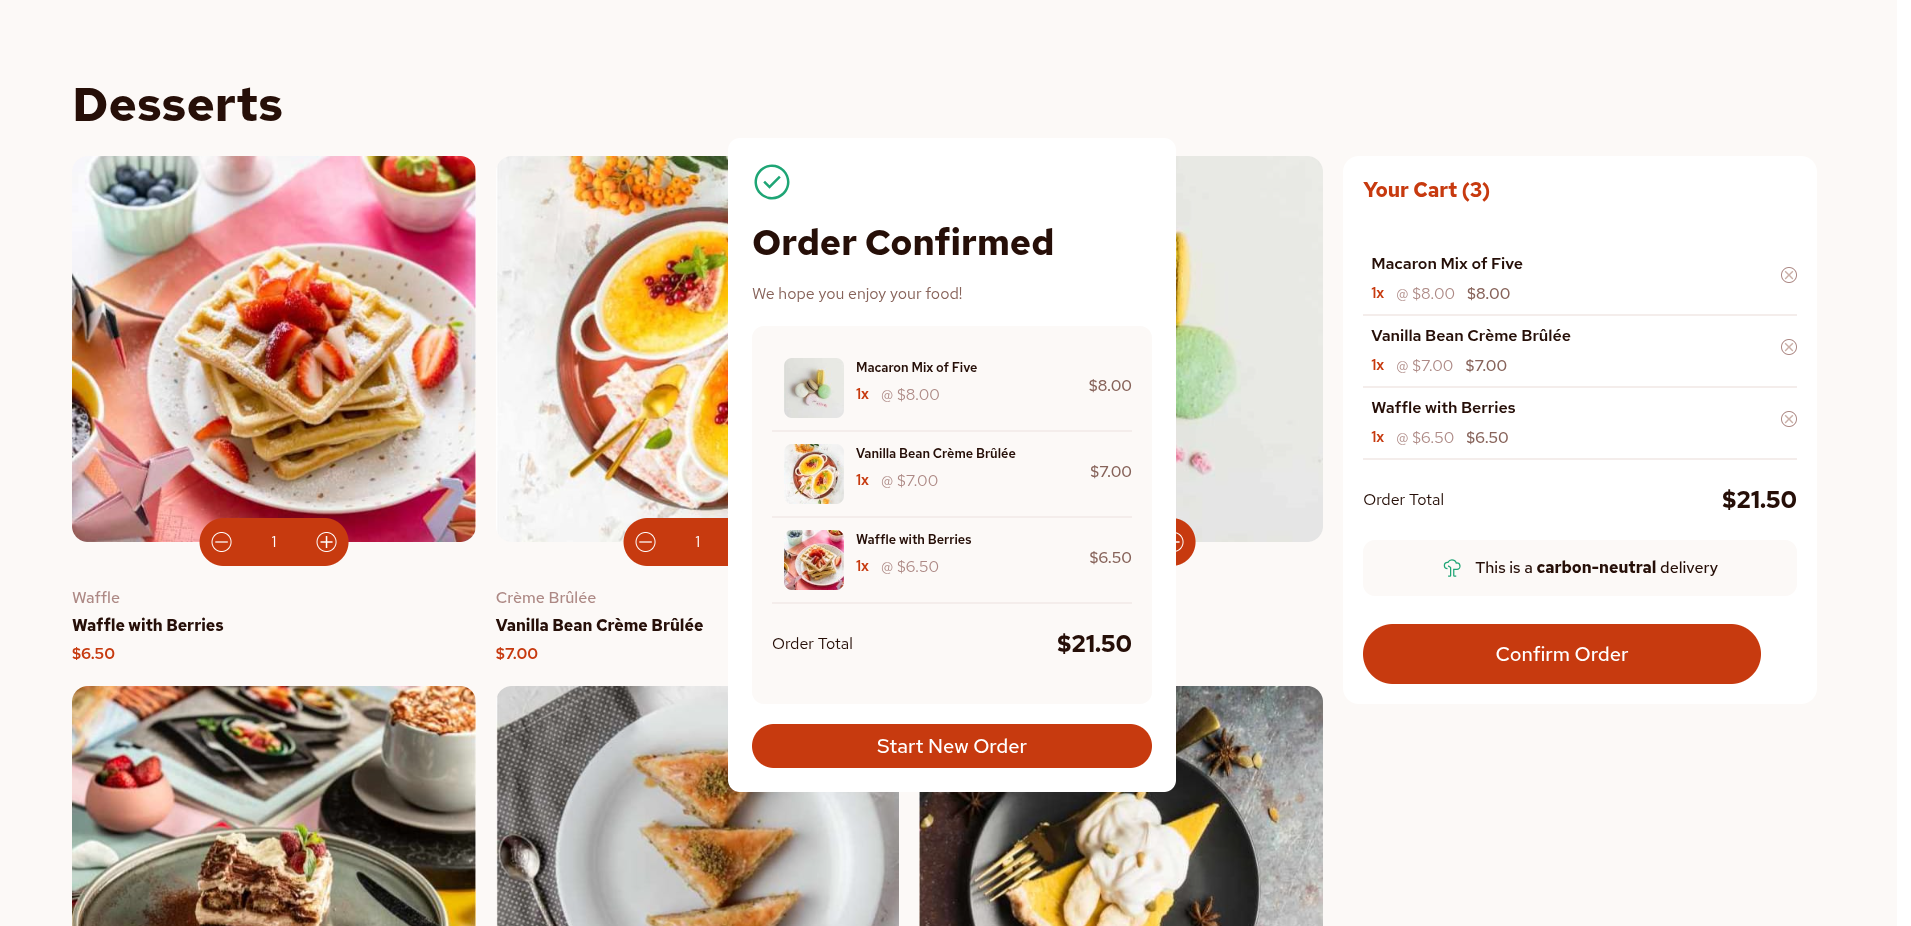 Desserts
1
Waffle
Waffle with Berries
$6.50
1
Crème Brûlée
Vanilla Bean Crème Brûlée
$7.00
Order Confirmed
We hope you enjoy your food!
Macaron Mix of Five
1x @ $8.00
$8.00
Vanilla Bean Crème Brûlée
1x @ $7.00
$7.00
Waffle with Berries
1x @ $6.50
$6.50
Order Total $21.50
Start New Order
Your Cart (3)
Macaron Mix of Five
1x @ $8.00 $8.00
Vanilla Bean Crème Brûlée
1x @ $7.00 $7.00
Waffle with Berries
1x @ $6.50 $6.50
Order Total $21.50
This is a carbon-neutral delivery
Confirm Order